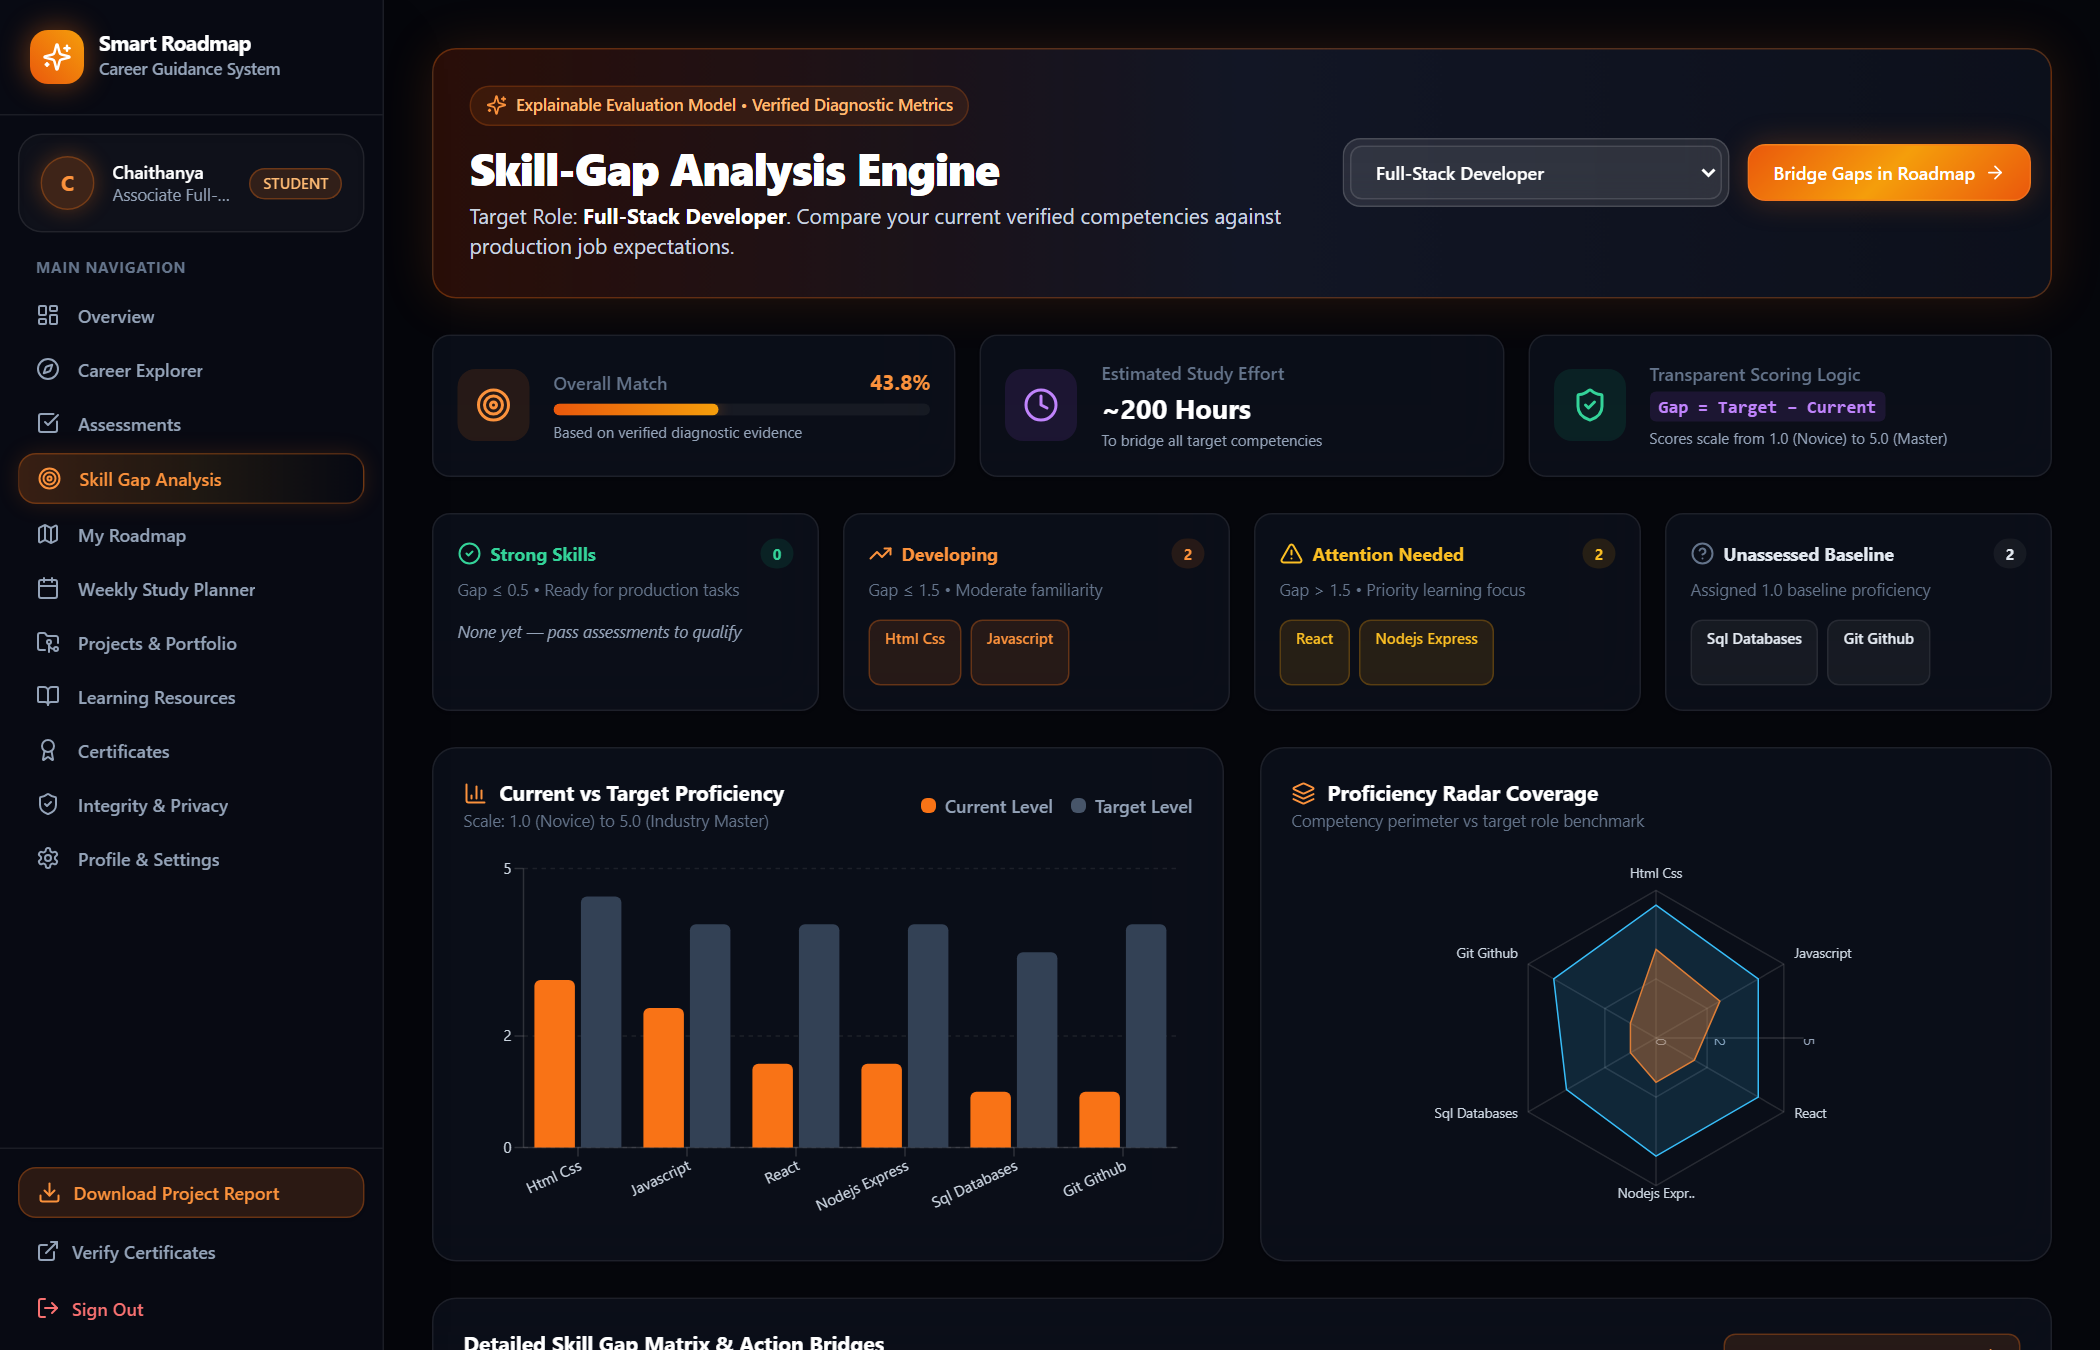 Smart Roadmap
Career Guidance System
C
Chaithanya
Associate Full-...
STUDENT
MAIN NAVIGATION
Overview
Career Explorer
Assessments
Skill Gap Analysis
My Roadmap
Weekly Study Planner
Projects & Portfolio
Learning Resources
Certificates
Integrity & Privacy
Profile & Settings
Download Project Report
Verify Certificates
Sign Out
Explainable Evaluation Model • Verified Diagnostic Metrics
Skill-Gap Analysis Engine
Target Role: Full-Stack Developer. Compare your current verified competencies against
production job expectations.
Full-Stack Developer
Bridge Gaps in Roadmap
Overall Match
43.8%
Based on verified diagnostic evidence
Estimated Study Effort
~200 Hours
To bridge all target competencies
Transparent Scoring Logic
Gap = Target − Current
Scores scale from 1.0 (Novice) to 5.0 (Master)
Strong Skills
0
Gap ≤ 0.5 • Ready for production tasks
None yet — pass assessments to qualify
Developing
2
Gap ≤ 1.5 • Moderate familiarity
Html Css
Javascript
Attention Needed
2
Gap > 1.5 • Priority learning focus
React
Nodejs Express
Unassessed Baseline
2
Assigned 1.0 baseline proficiency
Sql Databases
Git Github
Current vs Target Proficiency
Scale: 1.0 (Novice) to 5.0 (Industry Master)
Current Level
Target Level
5
2
0
Html Css
Javascript
React
Nodejs Express
Sql Databases
Git Github
Proficiency Radar Coverage
Competency perimeter vs target role benchmark
Html Css
Git Github
Javascript
0
2
5
Sql Databases
React
Nodejs Expr..
Detailed Skill Gap Matrix & Action Bridges